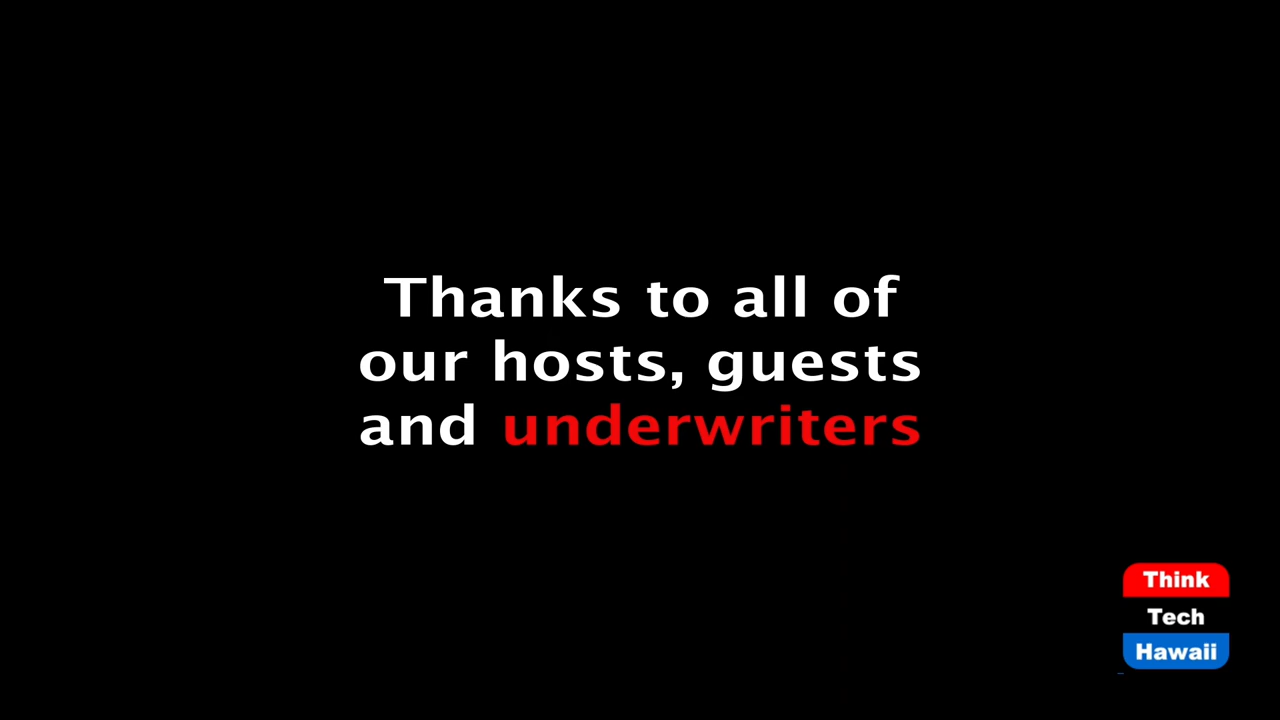 Thanks to all of
our hosts, guests
and underwriters
Think
Tech
Hawaii